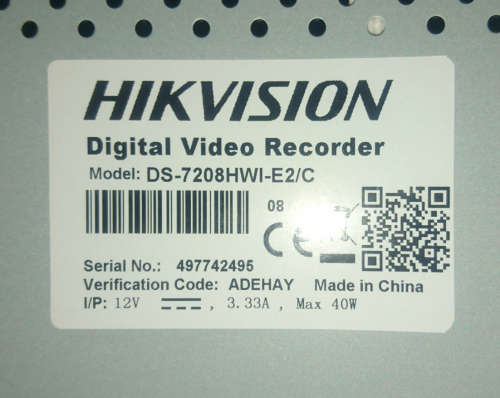 HIKVISION
Digital Video Recorder
Model: DS-7208HWI-E2/C
08
CE
Serial No.: 497742495
Verification Code: ADEHAY Made in China
I/P: 12V ⎓, 3.33A , Max 40W